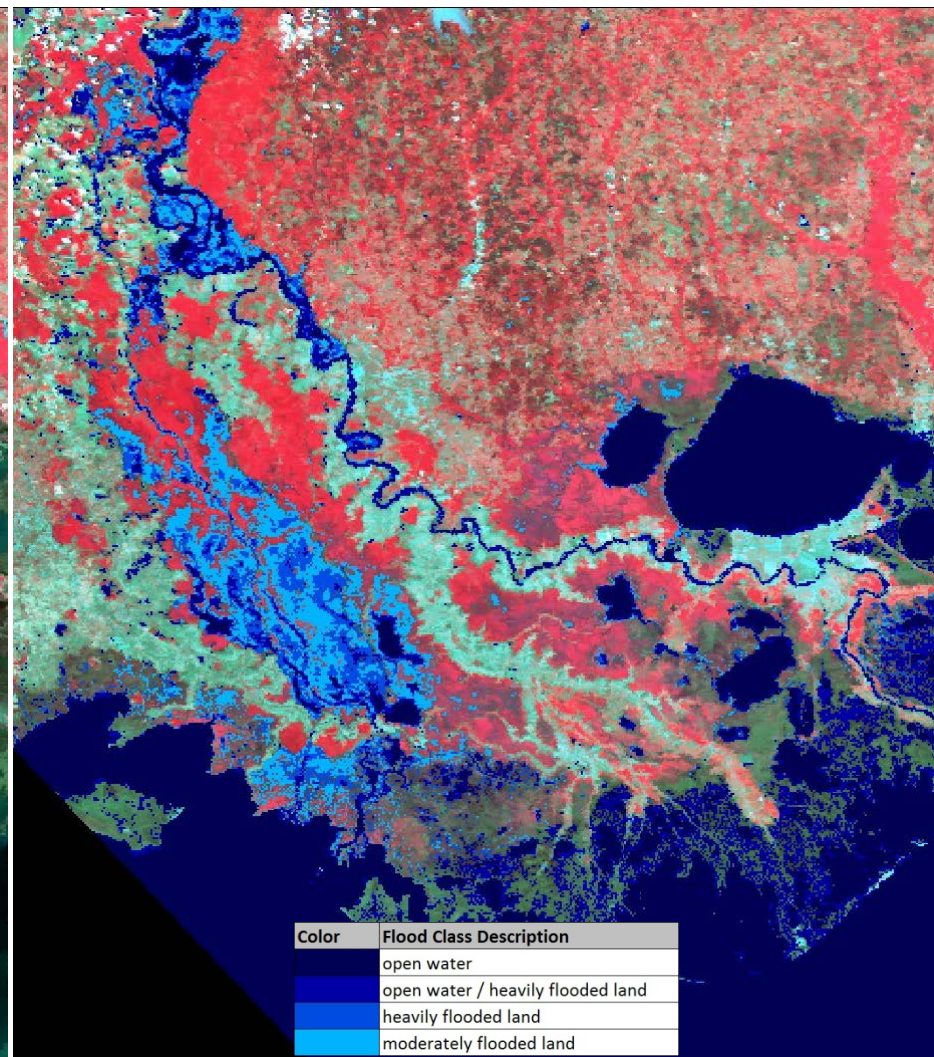 Color Flood Class Description
open water
open water / heavily flooded land
heavily flooded land
moderately flooded land